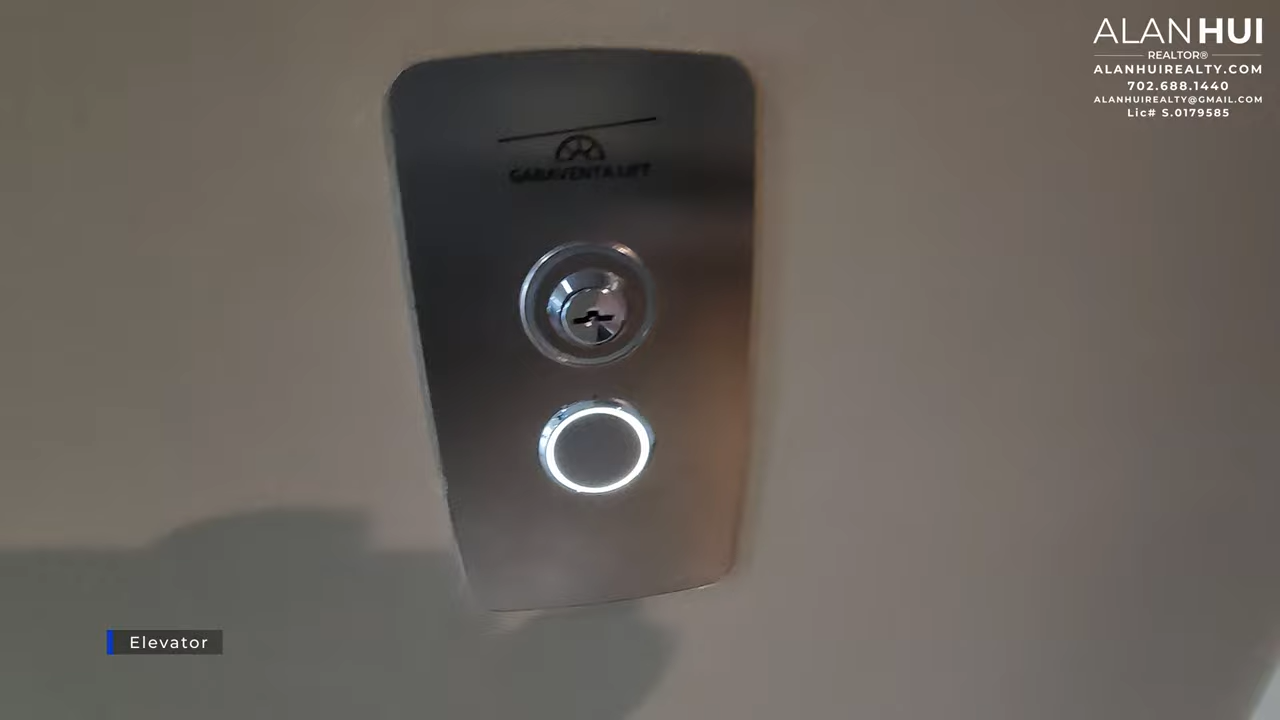 ALAN HUI
REALTOR®
ALANHUIREALTY.COM
702.688.1440
ALANHUIREALTY@GMAIL.COM
Lic# S.0179585
GARAVENTA LIFT
Elevator